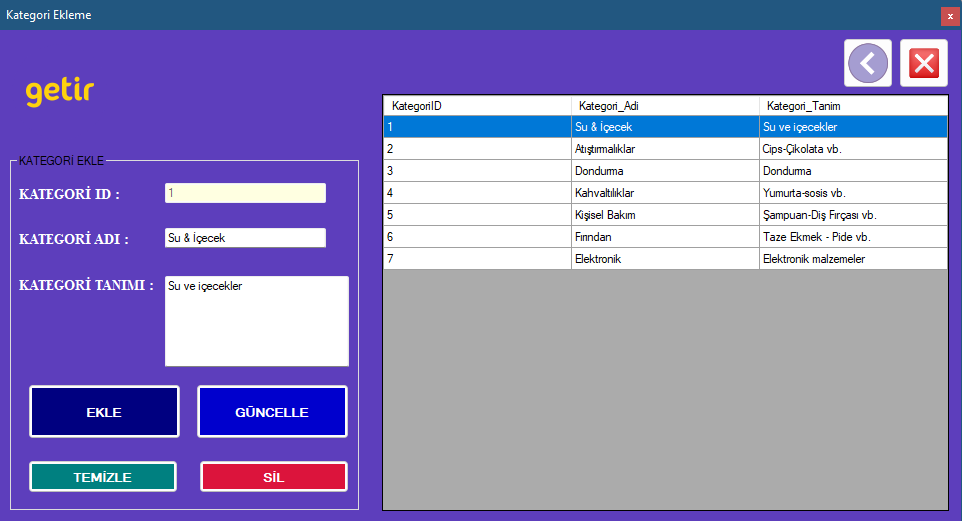 Kategori Ekleme
x
getir
KATEGORİ EKLE
KATEGORİ ID : 1
KATEGORİ ADI : Su & İçecek
KATEGORİ TANIMI : Su ve içecekler
EKLE GÜNCELLE
TEMİZLE SİL
KategoriID Kategori_Adi Kategori_Tanim
1 Su & İçecek Su ve içecekler
2 Atıştırmalıklar Cips-Çikolata vb.
3 Dondurma Dondurma
4 Kahvaltılıklar Yumurta-sosis vb.
5 Kişisel Bakım Şampuan-Diş Fırçası vb.
6 Fırından Taze Ekmek - Pide vb.
7 Elektronik Elektronik malzemeler